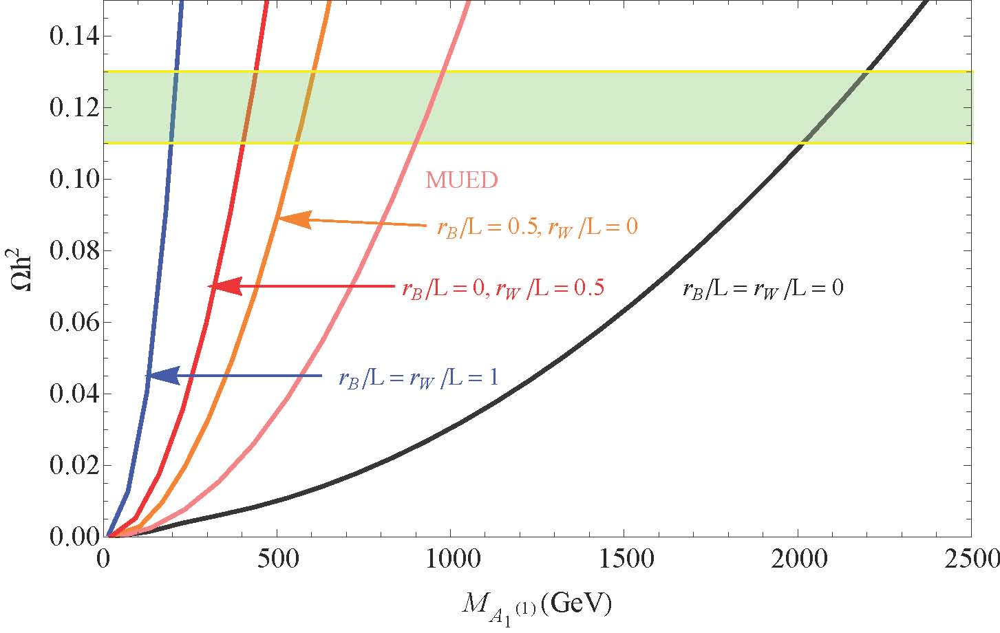 0.14
0.12
0.10
0.08
0.06
0.04
0.02
0.00
Ωh²
MUED
r_B/L = 0.5, r_W/L = 0
r_B/L = 0, r_W/L = 0.5
r_B/L = r_W/L = 0
r_B/L = r_W/L = 1
0 500 1000 1500 2000 2500
M_{A_1^{(1)}} (GeV)